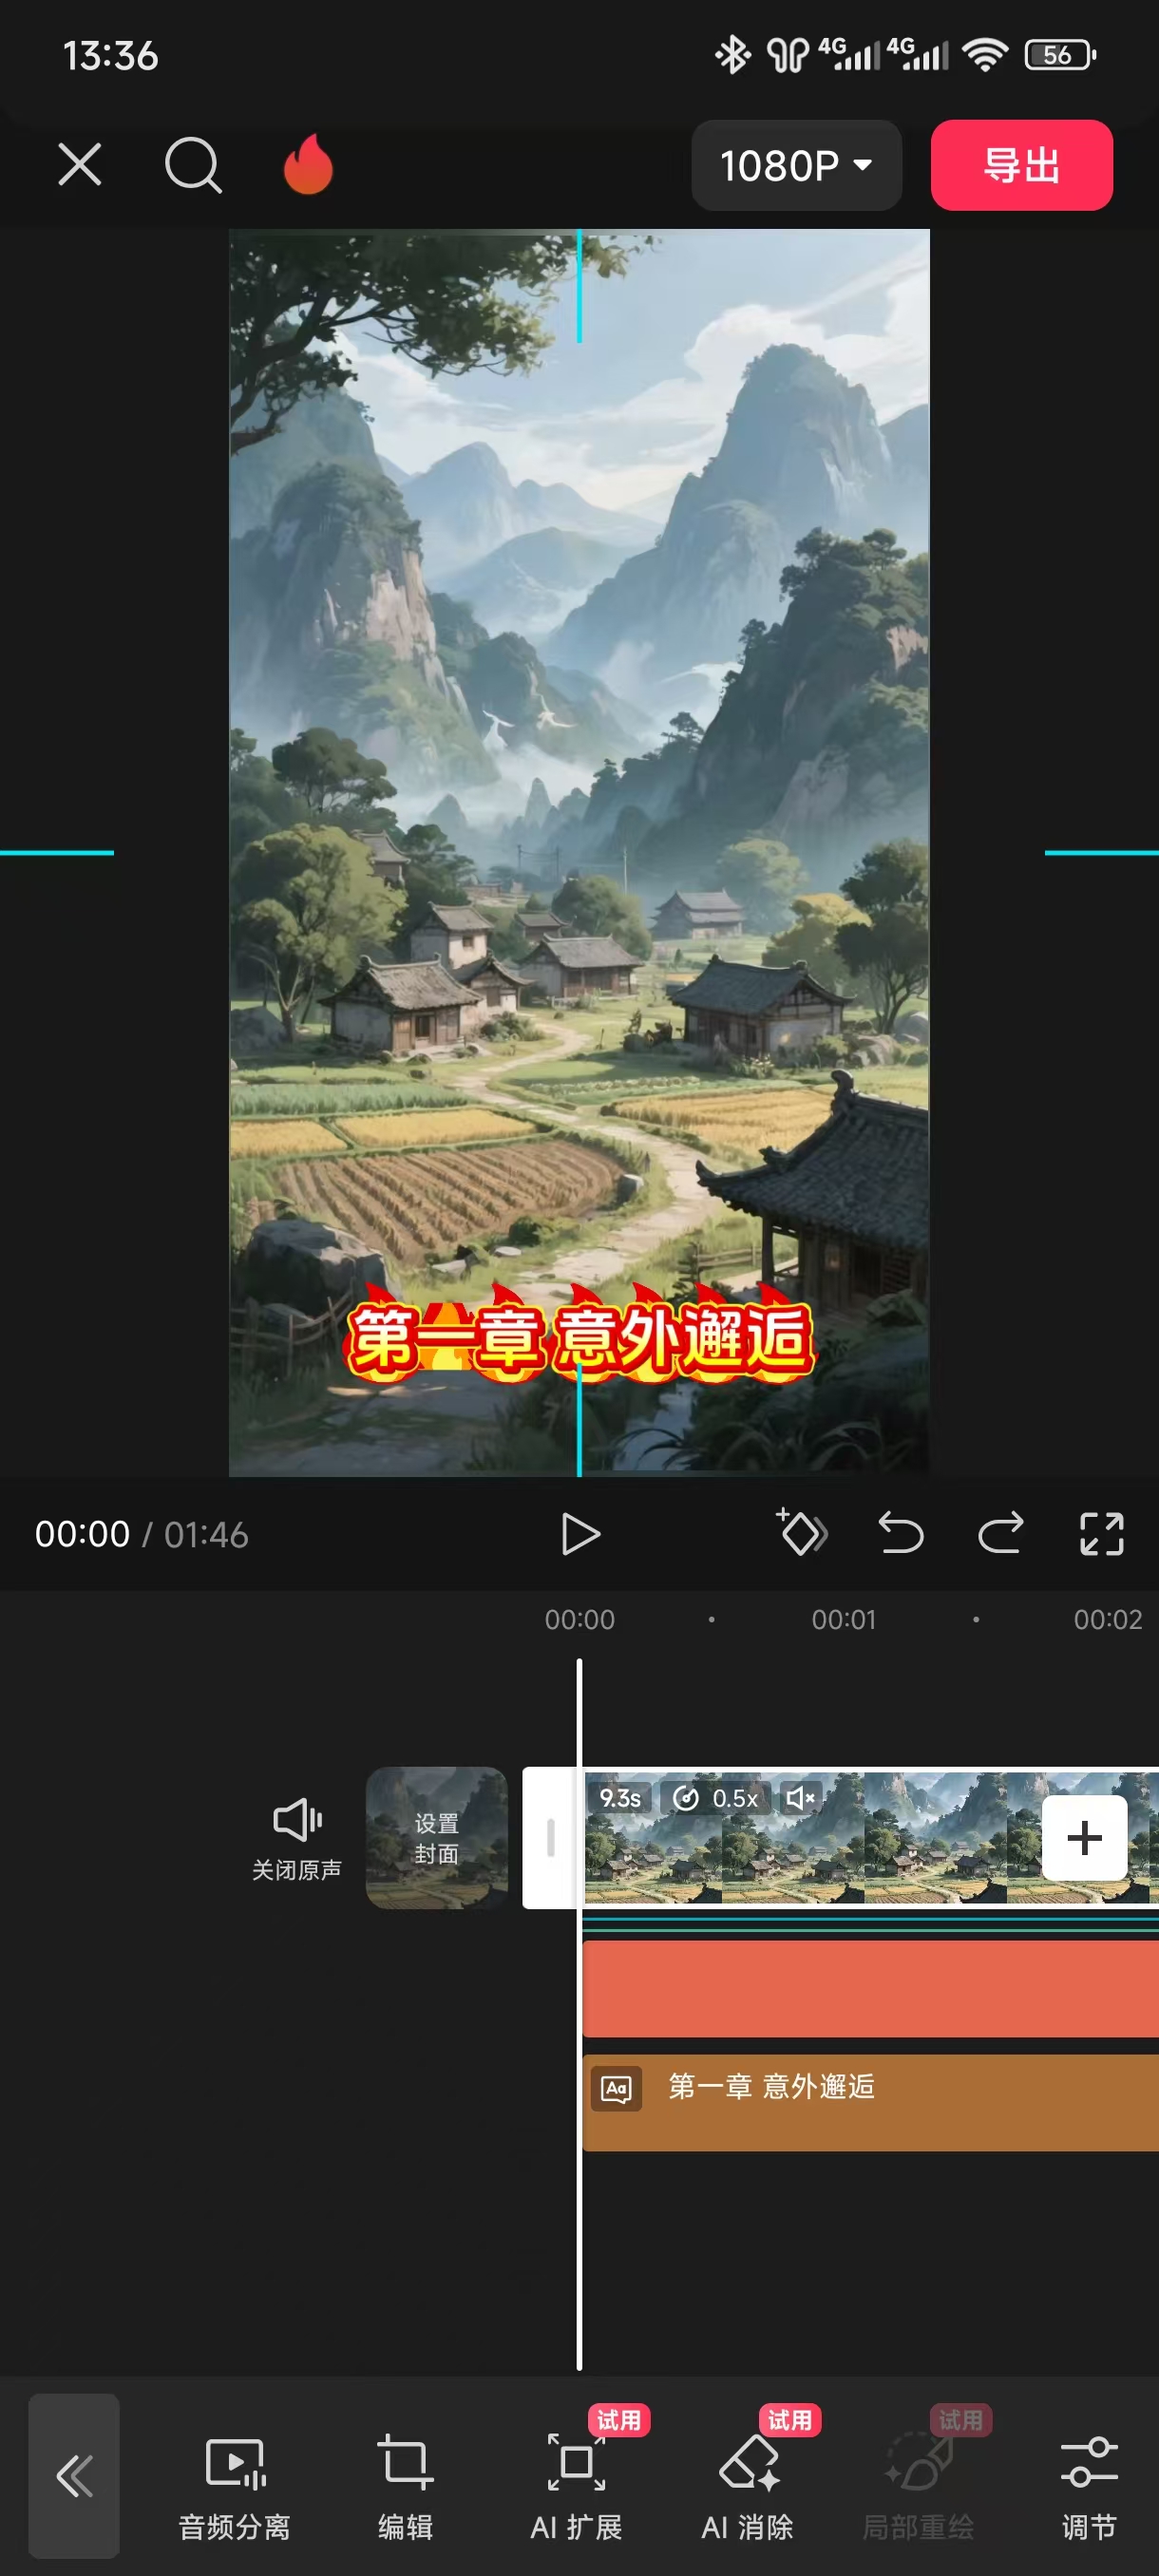 13:36
4G 4G 56
1080P 导出
第一章 意外邂逅
00:00 / 01:46
00:00 00:01 00:02
关闭原声
设置
封面
9.3s 0.5x
Aa 第一章 意外邂逅
试用 试用 试用
音频分离 编辑 AI 扩展 AI 消除 局部重绘 调节